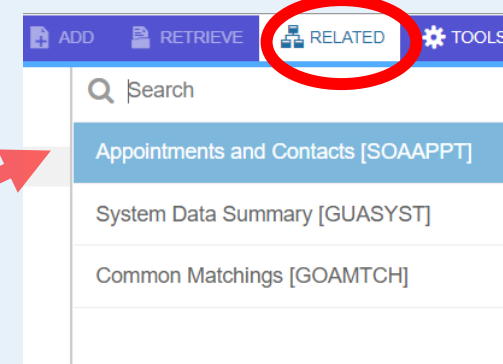 ADD RETRIEVE RELATED TOOLS
Search
Appointments and Contacts [SOAAPPT]
System Data Summary [GUASYST]
Common Matchings [GOAMTCH]